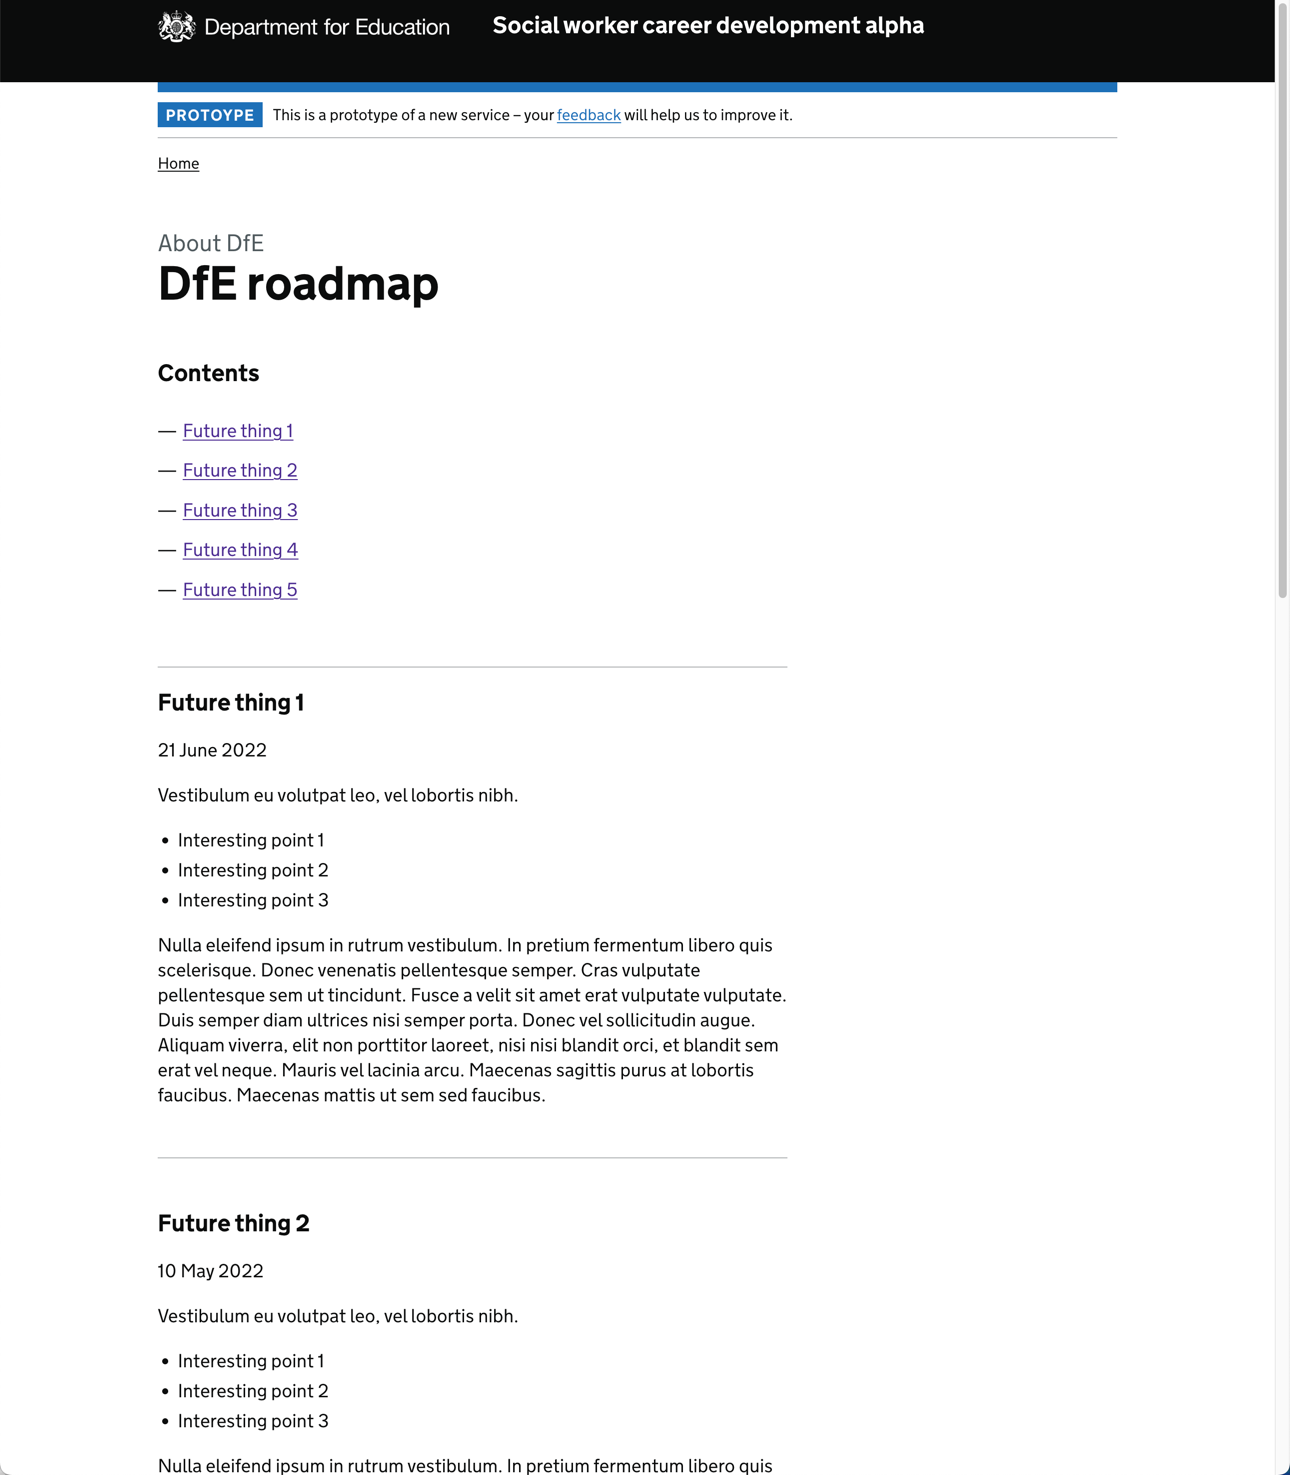 Department for Education
Social worker career development alpha
PROTOYPE This is a prototype of a new service – your feedback will help us to improve it.
Home
About DfE
DfE roadmap
Contents
— Future thing 1
— Future thing 2
— Future thing 3
— Future thing 4
— Future thing 5
Future thing 1
21 June 2022
Vestibulum eu volutpat leo, vel lobortis nibh.
• Interesting point 1
• Interesting point 2
• Interesting point 3
Nulla eleifend ipsum in rutrum vestibulum. In pretium fermentum libero quis
scelerisque. Donec venenatis pellentesque semper. Cras vulputate
pellentesque sem ut tincidunt. Fusce a velit sit amet erat vulputate vulputate.
Duis semper diam ultrices nisi semper porta. Donec vel sollicitudin augue.
Aliquam viverra, elit non porttitor laoreet, nisi nisi blandit orci, et blandit sem
erat vel neque. Mauris vel lacinia arcu. Maecenas sagittis purus at lobortis
faucibus. Maecenas mattis ut sem sed faucibus.
Future thing 2
10 May 2022
Vestibulum eu volutpat leo, vel lobortis nibh.
• Interesting point 1
• Interesting point 2
• Interesting point 3
Nulla eleifend ipsum in rutrum vestibulum. In pretium fermentum libero quis